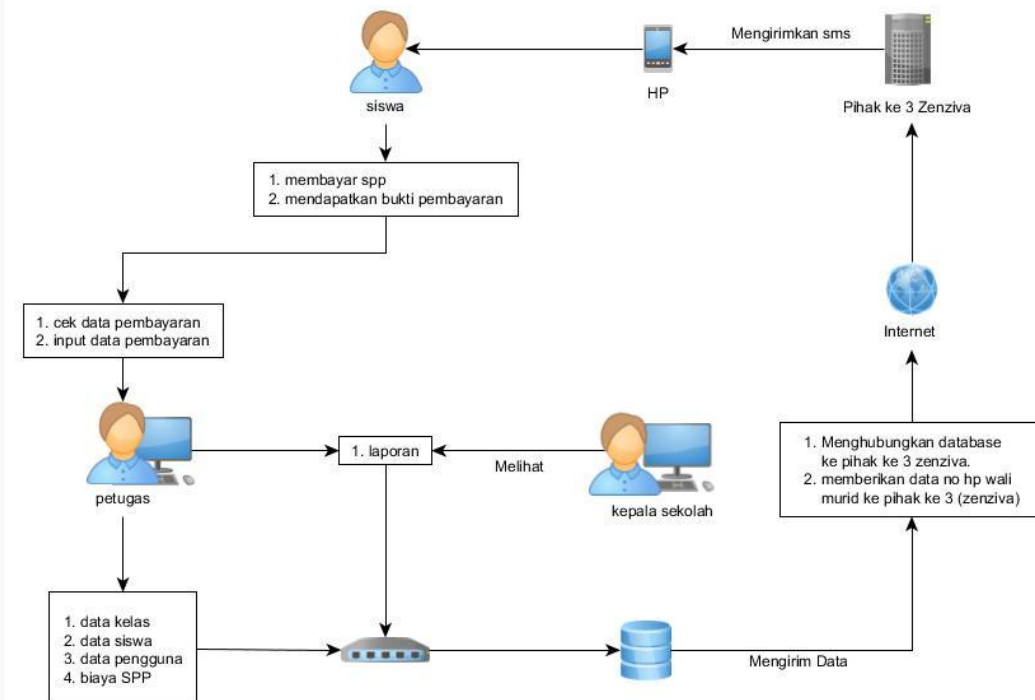 Mengirimkan sms
siswa
HP
Pihak ke 3 Zenziva
1. membayar spp
2. mendapatkan bukti pembayaran
1. cek data pembayaran
2. input data pembayaran
Internet
petugas
1. laporan
Melihat
kepala sekolah
1. Menghubungkan database
ke pihak ke 3 zenziva.
2. memberikan data no hp wali
murid ke pihak ke 3 (zenziva)
1. data kelas
2. data siswa
3. data pengguna
4. biaya SPP
Mengirim Data